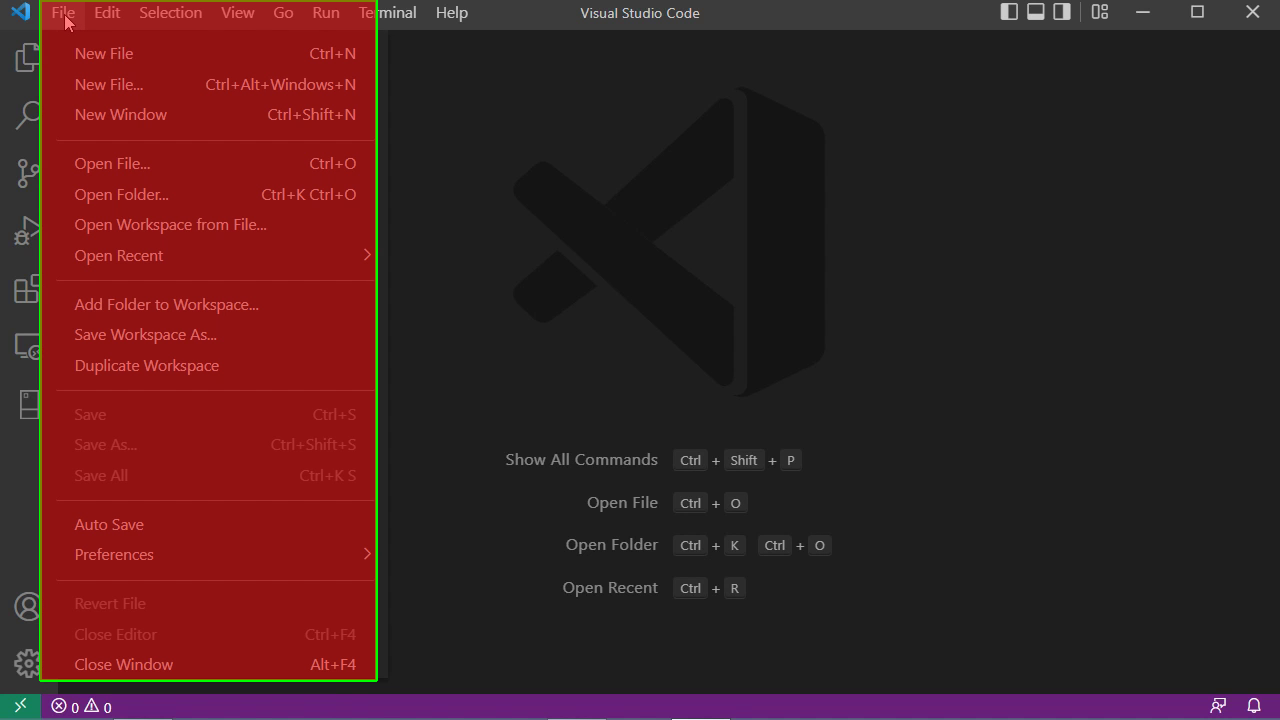 File Edit Selection View Go Run Terminal Help Visual Studio Code
New File Ctrl+N
New File... Ctrl+Alt+Windows+N
New Window Ctrl+Shift+N
Open File... Ctrl+O
Open Folder... Ctrl+K Ctrl+O
Open Workspace from File...
Open Recent
Add Folder to Workspace...
Save Workspace As...
Duplicate Workspace
Save Ctrl+S
Save As... Ctrl+Shift+S
Save All Ctrl+K S
Auto Save
Preferences
Revert File
Close Editor Ctrl+F4
Close Window Alt+F4
Show All Commands Ctrl + Shift + P
Open File Ctrl + O
Open Folder Ctrl + K Ctrl + O
Open Recent Ctrl + R
0 0